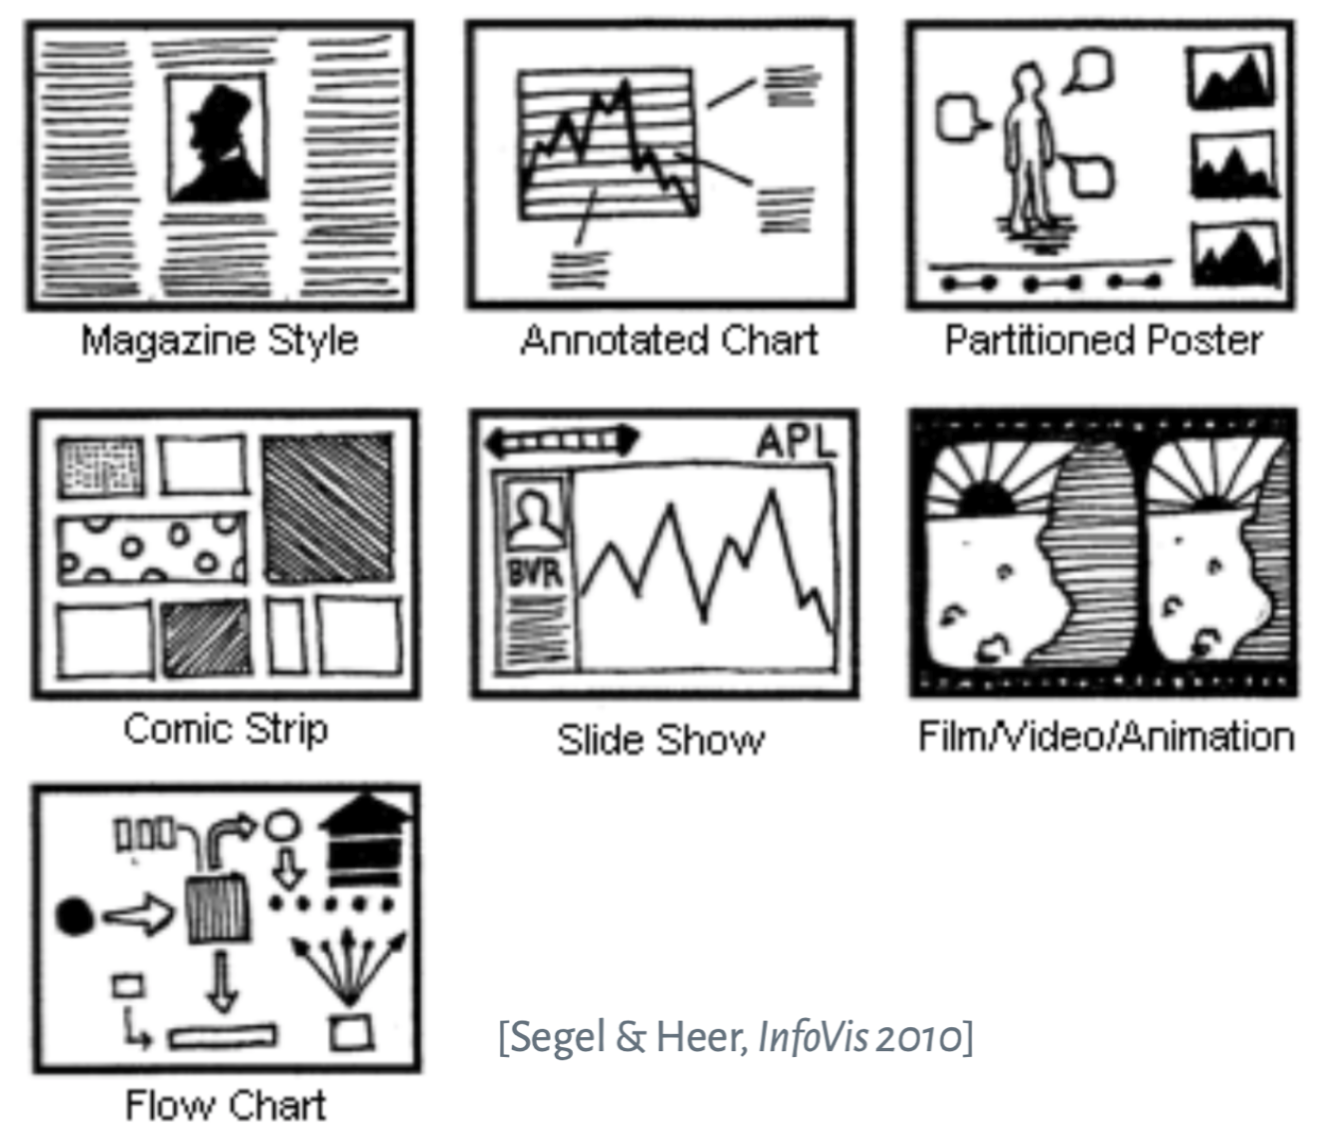 Magazine Style
Annotated Chart
Partitioned Poster
APL
BVR
Comic Strip
Slide Show
Film/Video/Animation
Flow Chart
[Segel & Heer, InfoVis 2010]